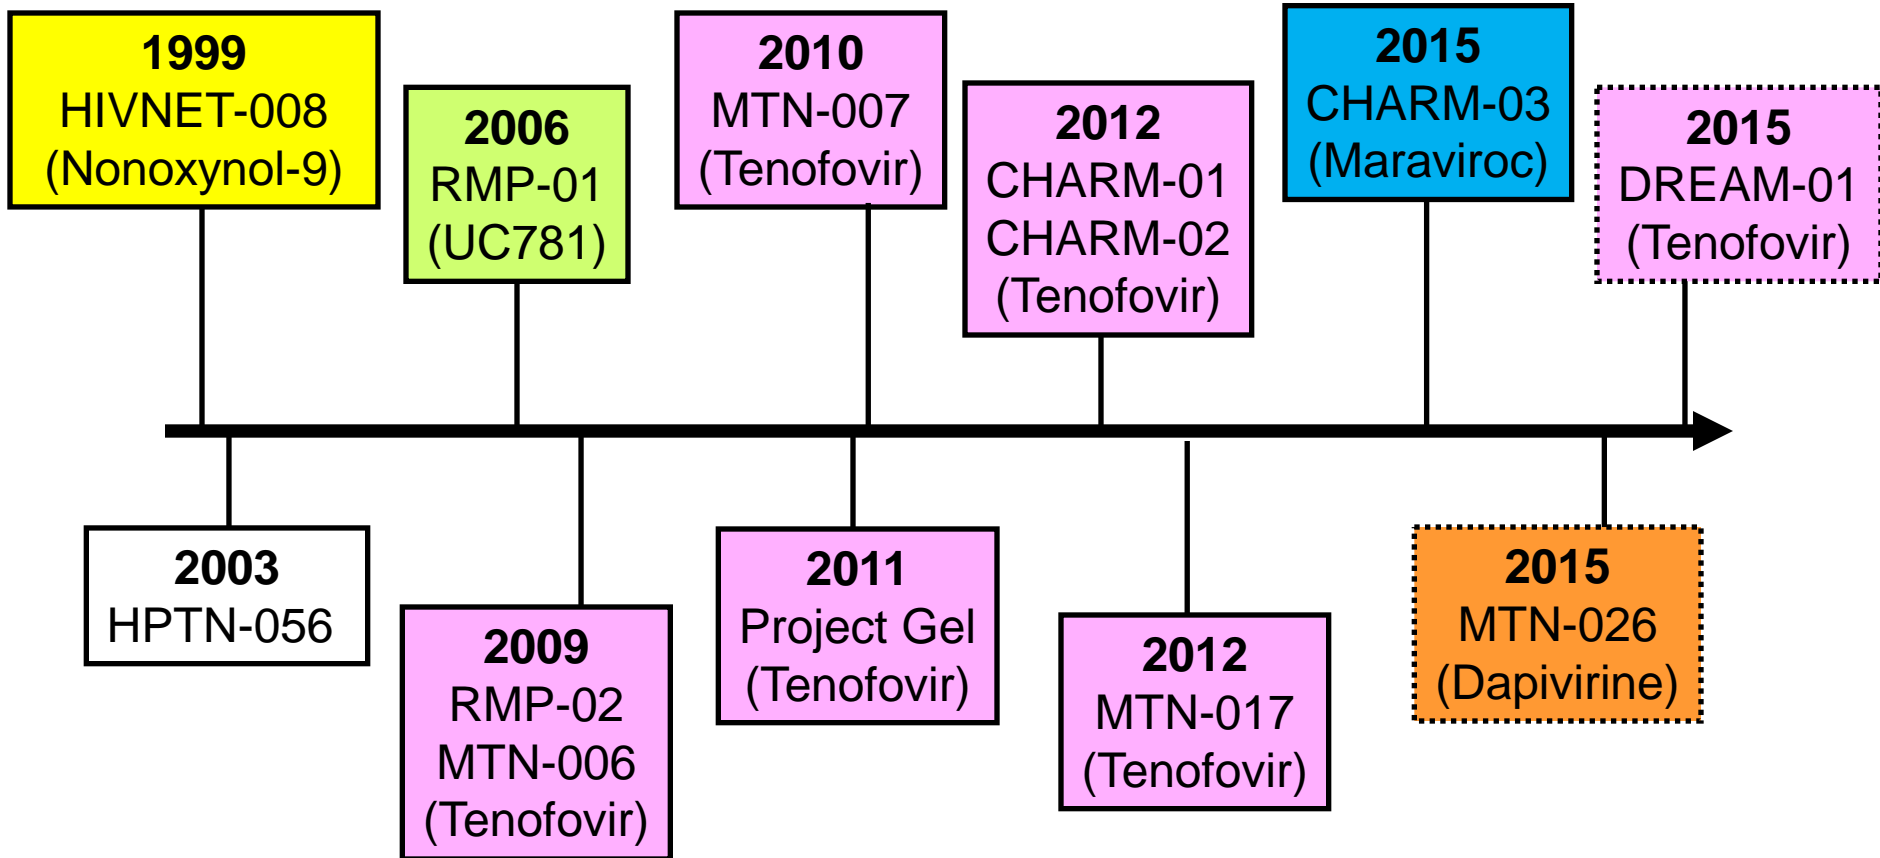 1999
HIVNET-008
(Nonoxynol-9)
2006
RMP-01
(UC781)
2010
MTN-007
(Tenofovir)
2012
CHARM-01
CHARM-02
(Tenofovir)
2015
CHARM-03
(Maraviroc)
2015
DREAM-01
(Tenofovir)
2003
HPTN-056
2009
RMP-02
MTN-006
(Tenofovir)
2011
Project Gel
(Tenofovir)
2012
MTN-017
(Tenofovir)
2015
MTN-026
(Dapivirine)